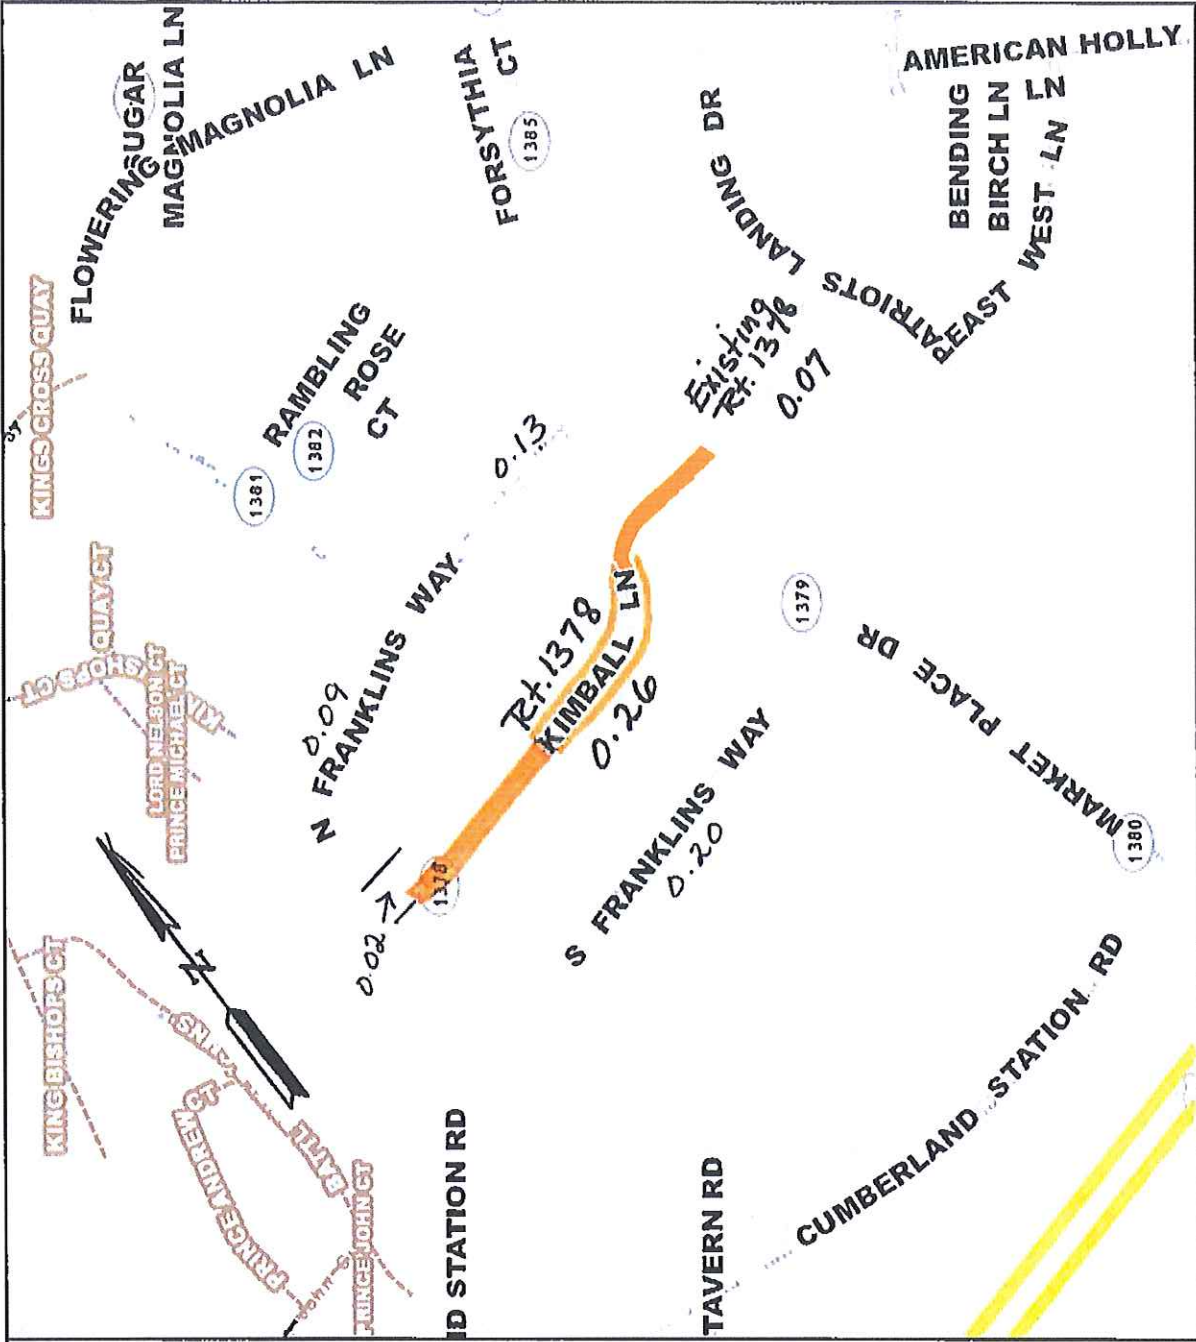 SUGAR
MAGNOLIA LN
FLOWERING MAGNOLIA LN
FORSYTHIA
CT
1385
AMERICAN HOLLY
LN
BENDING
BIRCH LN
EAST WEST LN
PATRIOTS LANDING DR
KINGS CROSS QUAY
RAMBLING
ROSE
CT
1382
1381
Existing
Rt. 1378
0.07
0.13
N FRANKLINS WAY
0.09
QUAY CT
SHOPS CT
KIN
LORD NELSON CT
PRINCE MICHAEL CT
Rt. 1378
KIMBALL LN
0.26
1379
MARKET PLACE DR
1380
S FRANKLINS WAY
0.20
1378
0.02
N
KING BISHOPS CT
PRINCE ANDREW CT
PRINCE JOHN CT
ND STATION RD
TAVERN RD
CUMBERLAND STATION RD